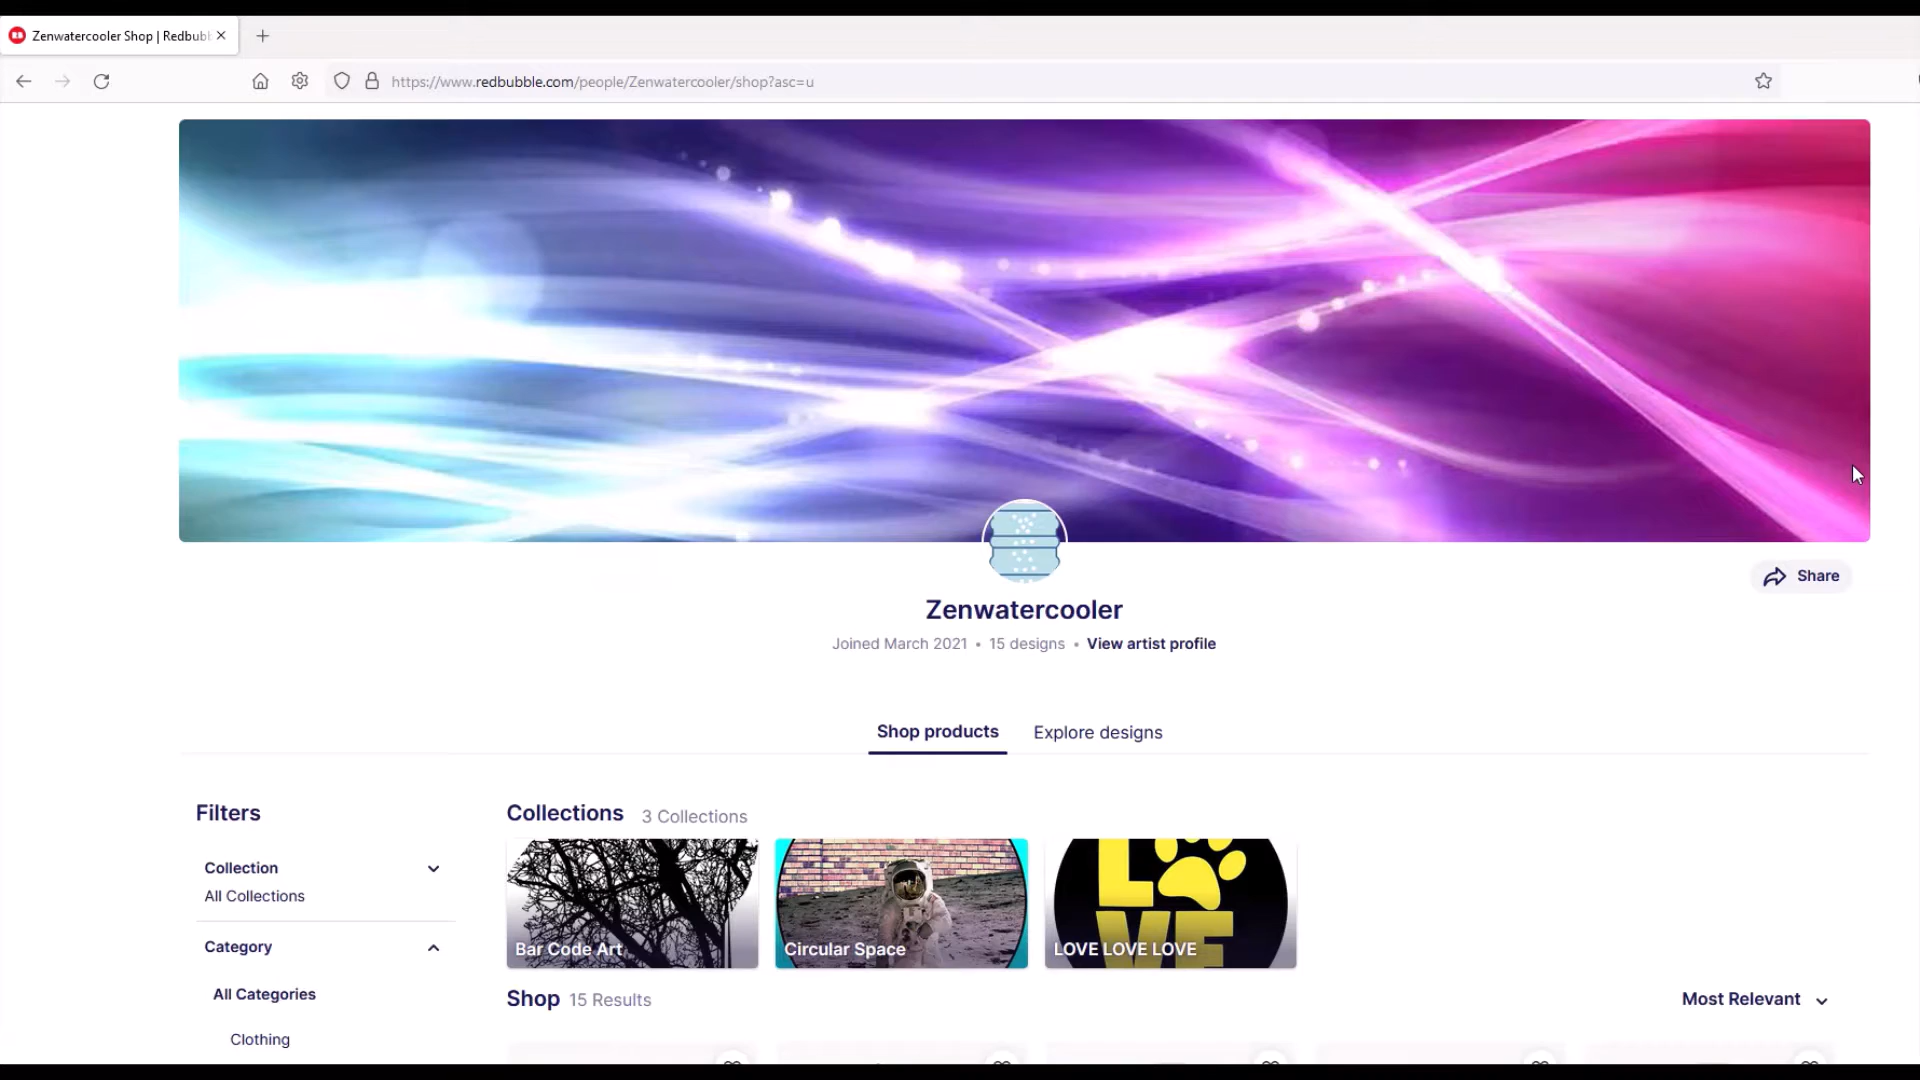 Zenwatercooler Shop | Redbubb
https://www.redbubble.com/people/Zenwatercooler/shop?asc=u
Share
Zenwatercooler
Joined March 2021 • 15 designs • View artist profile
Shop products
Explore designs
Filters
Collections 3 Collections
Collection
All Collections
LOVE
Bar Code Art
Circular Space
LOVE LOVE LOVE
Category
All Categories
Shop 15 Results
Most Relevant
Clothing